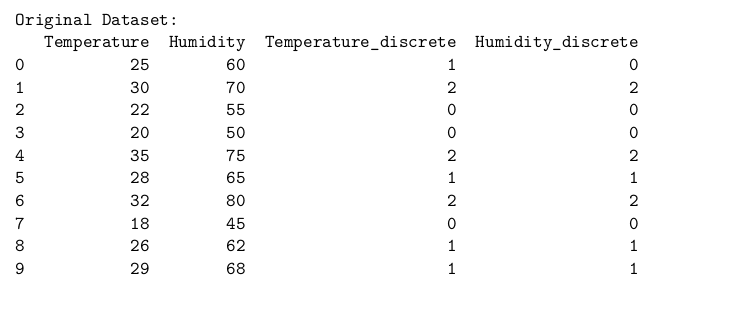 Original Dataset:
Temperature Humidity Temperature_discrete Humidity_discrete
0 25 60 1 0
1 30 70 2 2
2 22 55 0 0
3 20 50 0 0
4 35 75 2 2
5 28 65 1 1
6 32 80 2 2
7 18 45 0 0
8 26 62 1 1
9 29 68 1 1